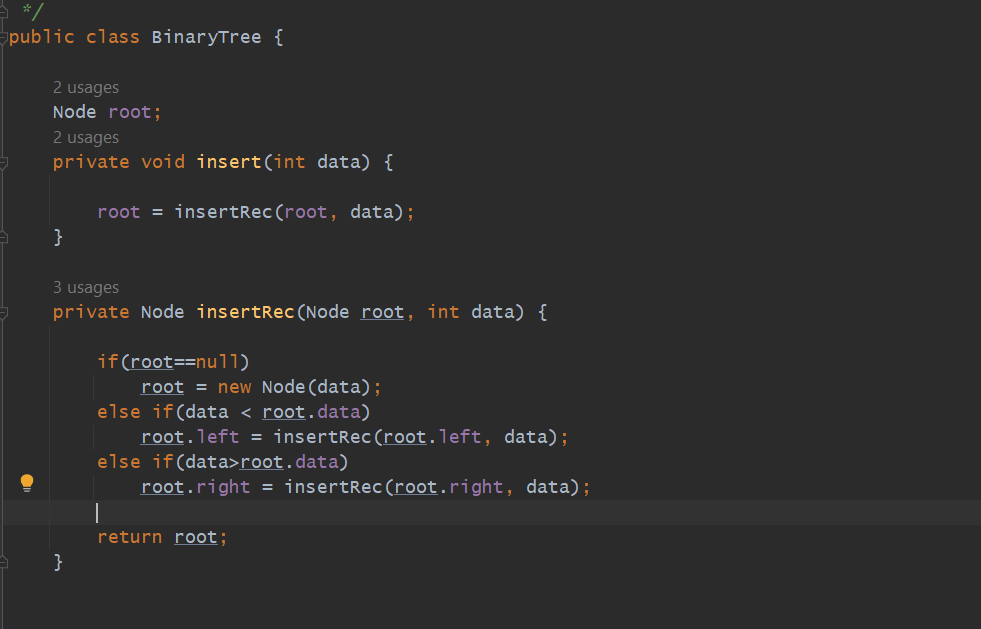 */
public class BinaryTree {
2 usages
Node root;
2 usages
private void insert(int data) {
root = insertRec(root, data);
}
3 usages
private Node insertRec(Node root, int data) {
if(root==null)
root = new Node(data);
else if(data < root.data)
root.left = insertRec(root.left, data);
else if(data>root.data)
root.right = insertRec(root.right, data);
return root;
}